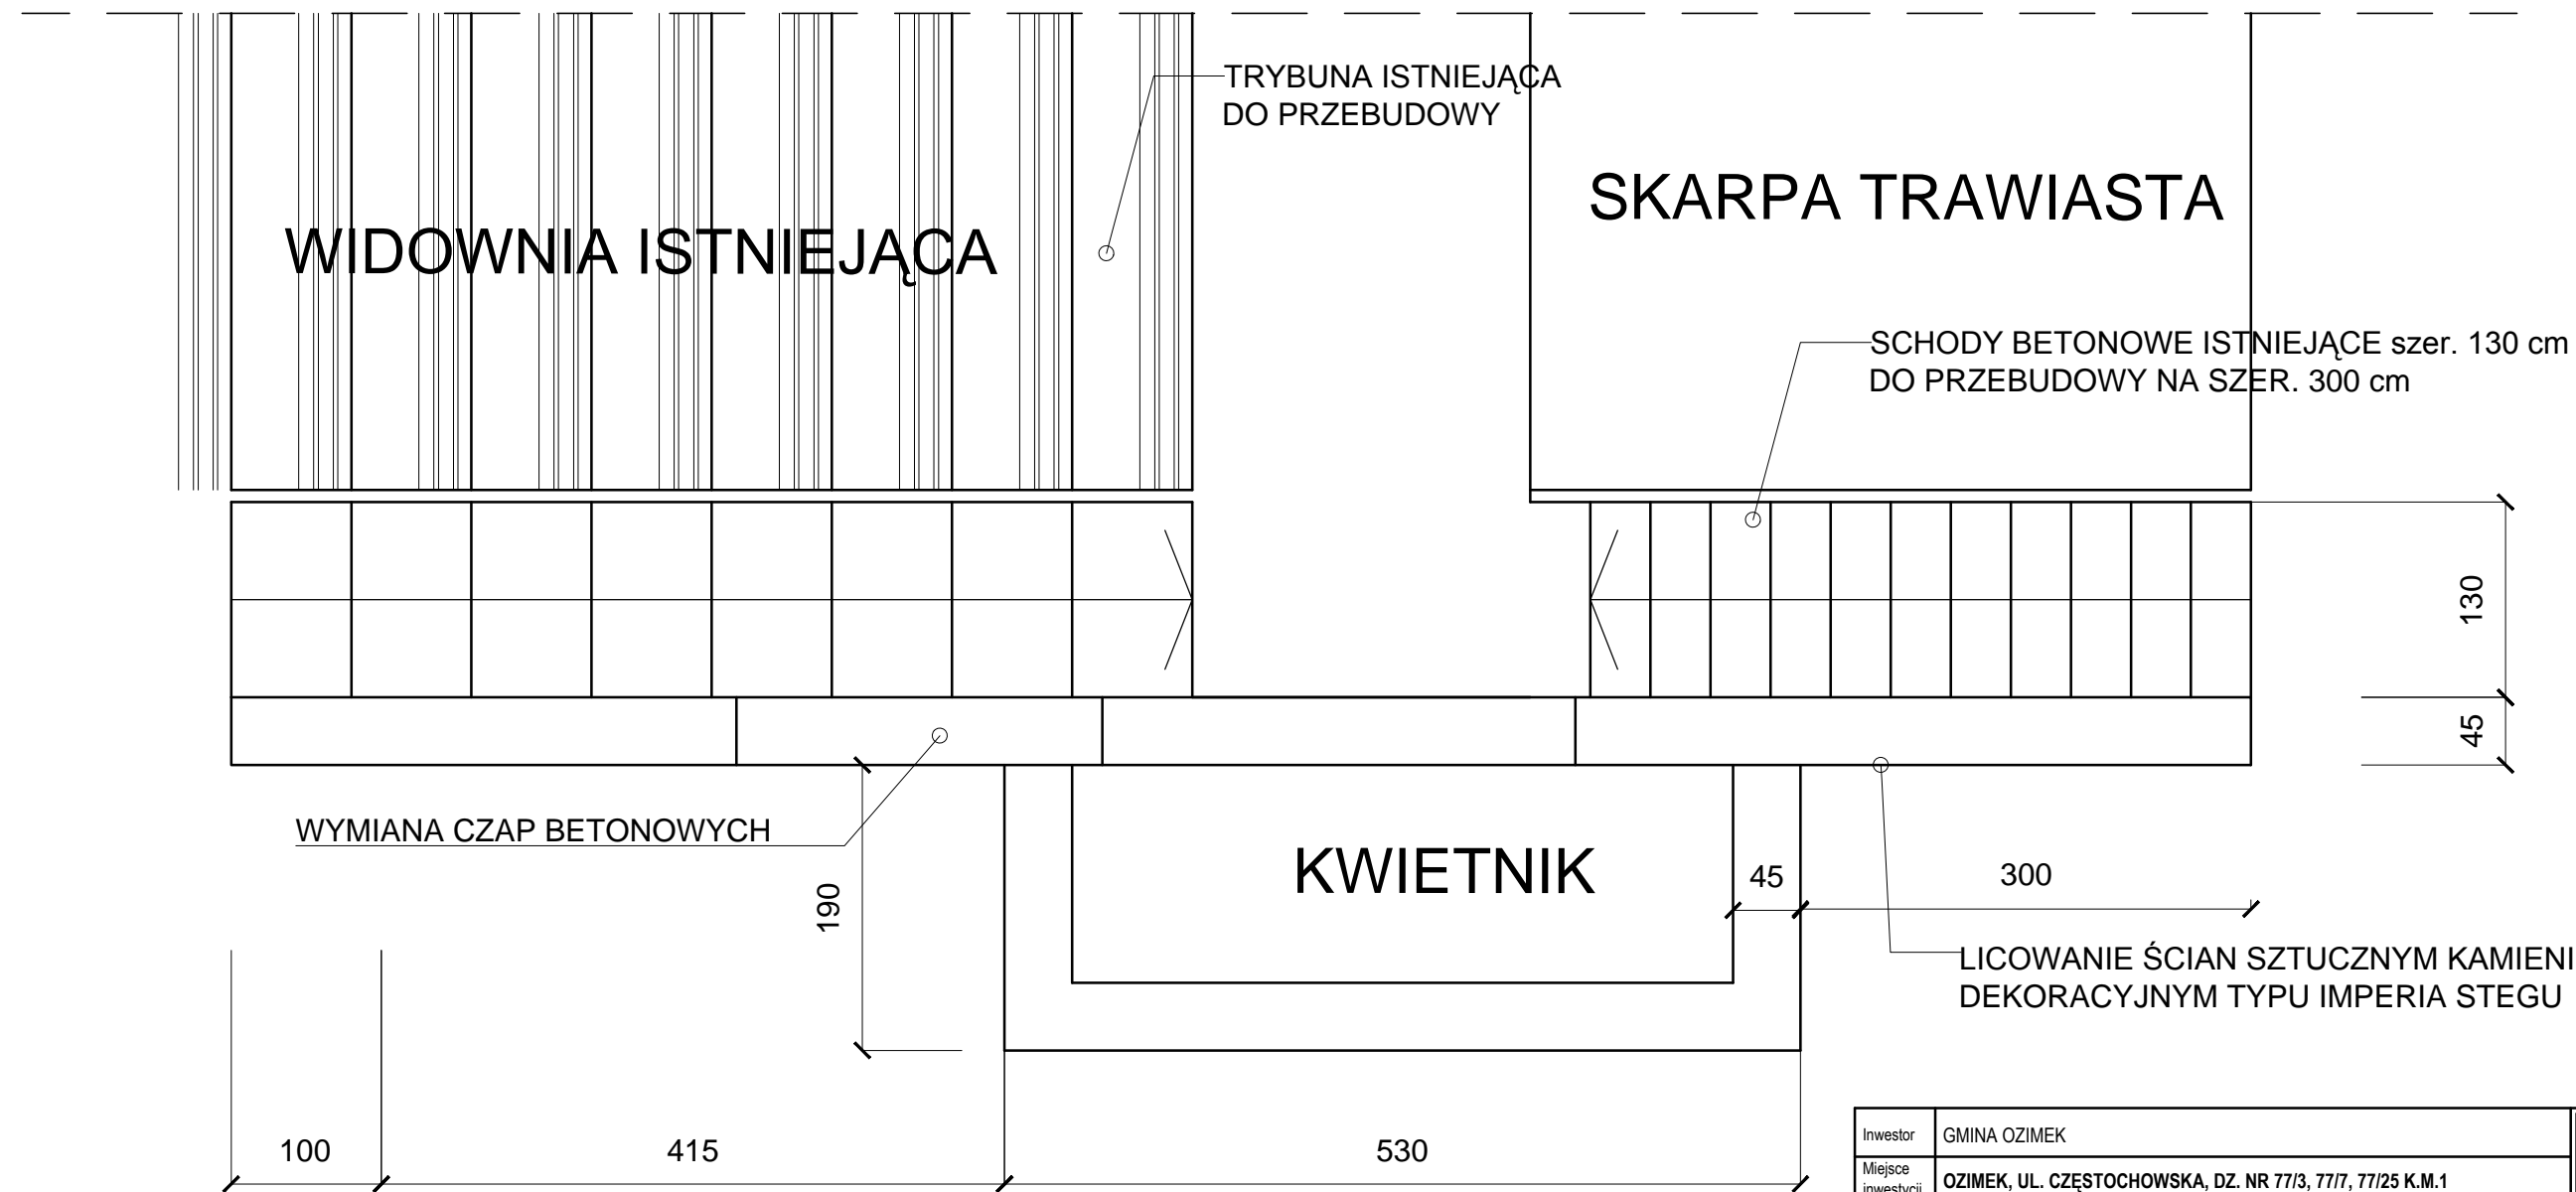 TRYBUNA ISTNIEJĄCA
DO PRZEBUDOWY
SKARPA TRAWIASTA
WIDOWNIA ISTNIEJĄCA
SCHODY BETONOWE ISTNIEJĄCE szer. 130 cm
DO PRZEBUDOWY NA SZER. 300 cm
130
45
WYMIANA CZAP BETONOWYCH
190
KWIETNIK
45
300
LICOWANIE ŚCIAN SZTUCZNYM KAMIENI
DEKORACYJNYM TYPU IMPERIA STEGU
100
415
530
Inwestor GMINA OZIMEK
Miejsce
inwestycji OZIMEK, UL. CZĘSTOCHOWSKA, DZ. NR 77/3, 77/7, 77/25 K.M.1